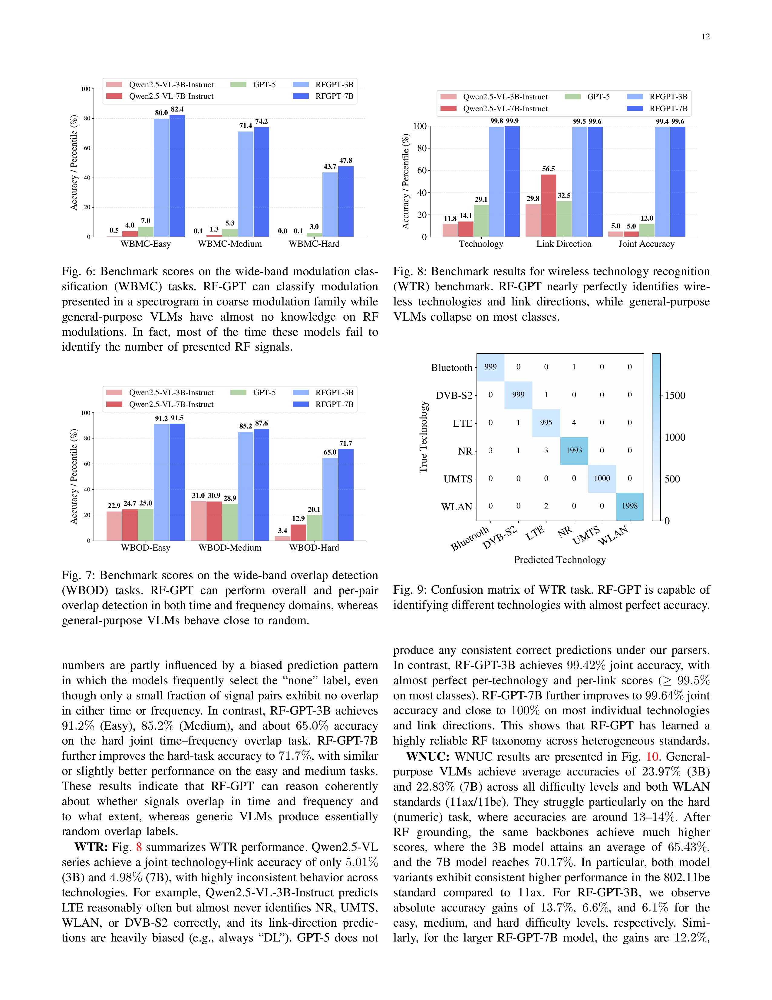 12
Qwen2.5-VL-3B-Instruct
Qwen2.5-VL-7B-Instruct
GPT-5
RFGPT-3B
RFGPT-7B
Accuracy / Percentile (%)
100
80
60
40
20
0
0.5 4.0 7.0 80.0 82.4
0.1 1.3 5.3 71.4 74.2
0.0 0.1 3.0 43.7 47.8
WBMC-Easy WBMC-Medium WBMC-Hard
Fig. 6: Benchmark scores on the wide-band modulation clas-
sification (WBMC) tasks. RF-GPT can classify modulation
presented in a spectrogram in coarse modulation family while
general-purpose VLMs have almost no knowledge on RF
modulations. In fact, most of the time these models fail to
identify the number of presented RF signals.
Qwen2.5-VL-3B-Instruct
Qwen2.5-VL-7B-Instruct
GPT-5
RFGPT-3B
RFGPT-7B
Accuracy / Percentile (%)
100
80
60
40
20
0
22.9 24.7 25.0 91.2 91.5
31.0 30.9 28.9 85.2 87.6
3.4 12.9 20.1 65.0 71.7
WBOD-Easy WBOD-Medium WBOD-Hard
Fig. 7: Benchmark scores on the wide-band overlap detection
(WBOD) tasks. RF-GPT can perform overall and per-pair
overlap detection in both time and frequency domains, whereas
general-purpose VLMs behave close to random.
numbers are partly influenced by a biased prediction pattern
in which the models frequently select the “none” label, even
though only a small fraction of signal pairs exhibit no overlap
in either time or frequency. In contrast, RF-GPT-3B achieves
91.2% (Easy), 85.2% (Medium), and about 65.0% accuracy
on the hard joint time–frequency overlap task. RF-GPT-7B
further improves the hard-task accuracy to 71.7%, with similar
or slightly better performance on the easy and medium tasks.
These results indicate that RF-GPT can reason coherently
about whether signals overlap in time and frequency and
to what extent, whereas generic VLMs produce essentially
random overlap labels.
WTR: Fig. 8 summarizes WTR performance. Qwen2.5-VL
series achieve a joint technology+link accuracy of only 5.01%
(3B) and 4.98% (7B), with highly inconsistent behavior across
technologies. For example, Qwen2.5-VL-3B-Instruct predicts
LTE reasonably often but almost never identifies NR, UMTS,
WLAN, or DVB-S2 correctly, and its link-direction predic-
tions are heavily biased (e.g., always “DL”). GPT-5 does not
Qwen2.5-VL-3B-Instruct
Qwen2.5-VL-7B-Instruct
GPT-5
RFGPT-3B
RFGPT-7B
Accuracy / Percentile (%)
100
80
60
40
20
0
11.8 14.1 29.1 99.8 99.9
29.8 56.5 32.5 99.5 99.6
5.0 5.0 12.0 99.4 99.6
Technology Link Direction Joint Accuracy
Fig. 8: Benchmark results for wireless technology recognition
(WTR) benchmark. RF-GPT nearly perfectly identifies wire-
less technologies and link directions, while general-purpose
VLMs collapse on most classes.
True Technology
Bluetooth 999 0 0 1 0 0
DVB-S2 0 999 1 0 0 0
LTE 0 1 995 4 0 0
NR 3 1 3 1993 0 0
UMTS 0 0 0 0 1000 0
WLAN 0 0 2 0 0 1998
Bluetooth DVB-S2 LTE NR UMTS WLAN
Predicted Technology
1500
1000
500
0
Fig. 9: Confusion matrix of WTR task. RF-GPT is capable of
identifying different technologies with almost perfect accuracy.
produce any consistent correct predictions under our parsers.
In contrast, RF-GPT-3B achieves 99.42% joint accuracy, with
almost perfect per-technology and per-link scores (≥ 99.5%
on most classes). RF-GPT-7B further improves to 99.64% joint
accuracy and close to 100% on most individual technologies
and link directions. This shows that RF-GPT has learned a
highly reliable RF taxonomy across heterogeneous standards.
WNUC: WNUC results are presented in Fig. 10. General-
purpose VLMs achieve average accuracies of 23.97% (3B)
and 22.83% (7B) across all difficulty levels and both WLAN
standards (11ax/11be). They struggle particularly on the hard
(numeric) task, where accuracies are around 13–14%. After
RF grounding, the same backbones achieve much higher
scores, where the 3B model attains an average of 65.43%,
and the 7B model reaches 70.17%. In particular, both model
variants exhibit consistent higher performance in the 802.11be
standard compared to 11ax. For RF-GPT-3B, we observe
absolute accuracy gains of 13.7%, 6.6%, and 6.1% for the
easy, medium, and hard difficulty levels, respectively. Simi-
larly, for the larger RF-GPT-7B model, the gains are 12.2%,